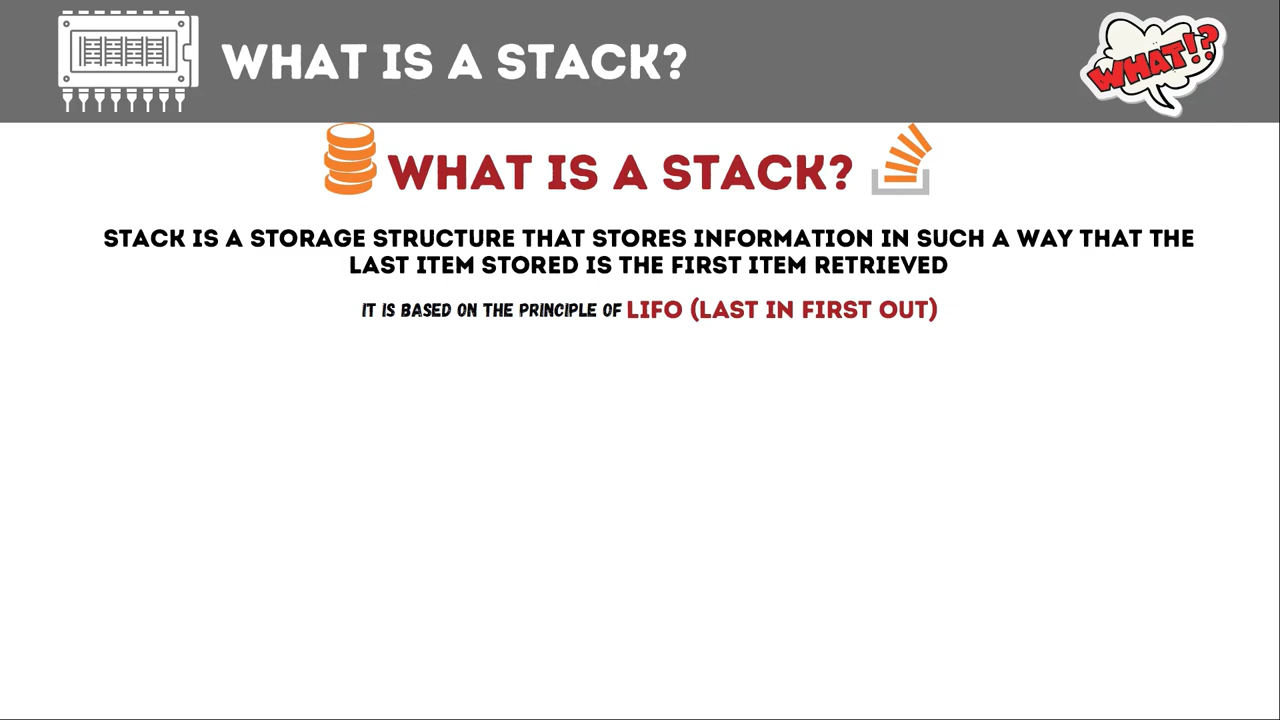 WHAT IS A STACK?
WHAT!?
WHAT IS A STACK?
STACK IS A STORAGE STRUCTURE THAT STORES INFORMATION IN SUCH A WAY THAT THE
LAST ITEM STORED IS THE FIRST ITEM RETRIEVED
IT IS BASED ON THE PRINCIPLE OF LIFO (LAST IN FIRST OUT)